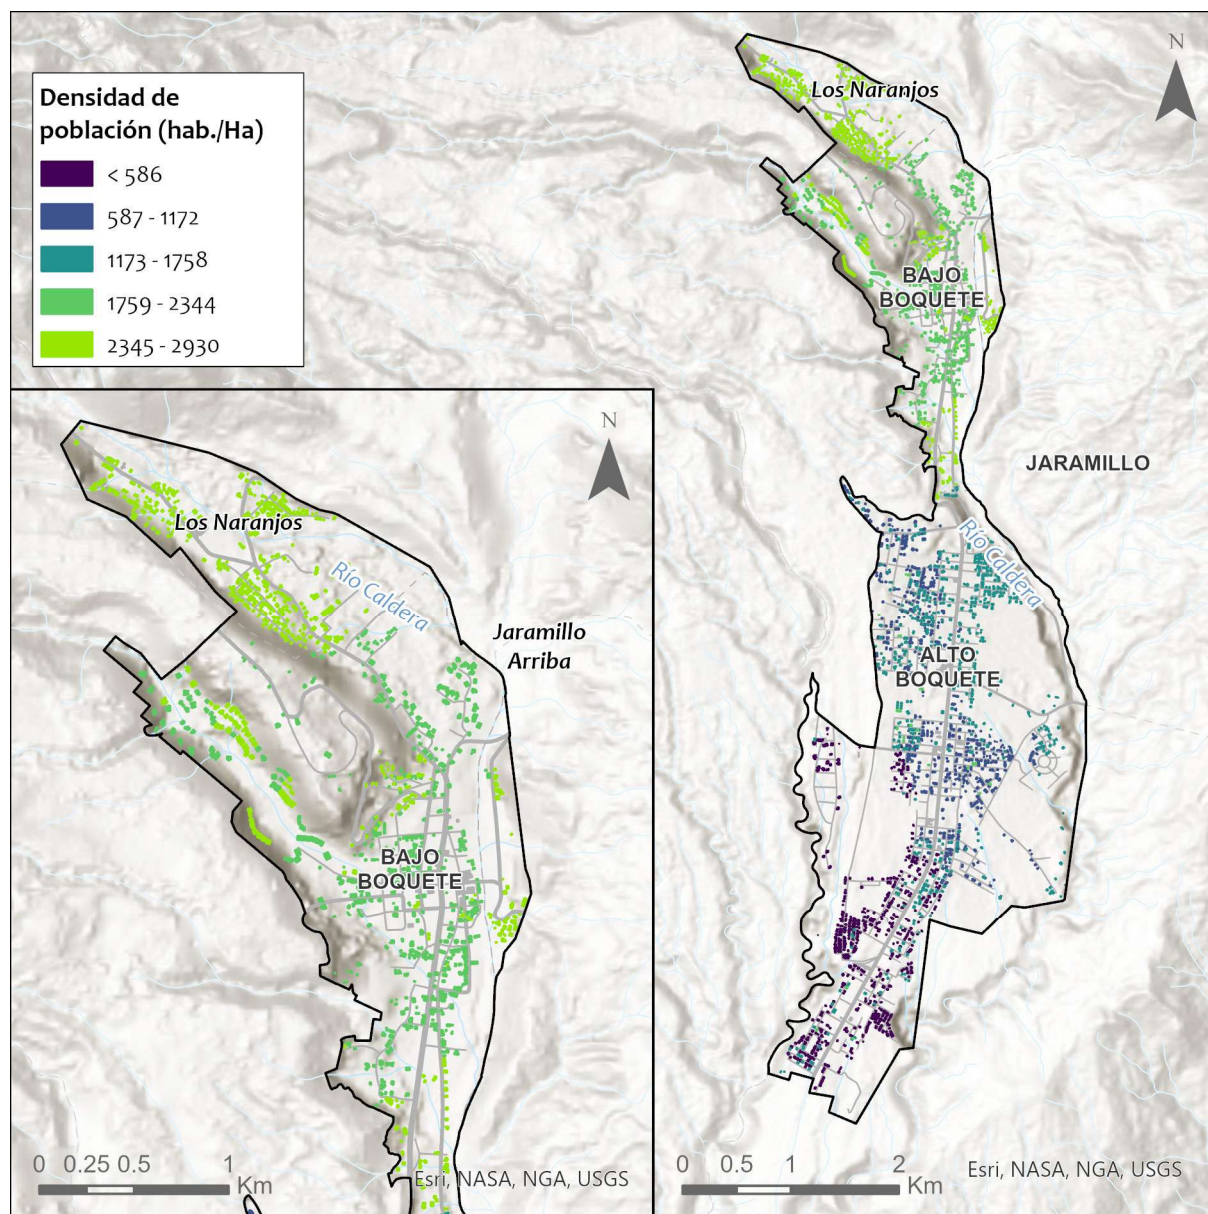 Densidad de
población (hab./Ha)
< 586
587 - 1172
1173 - 1758
1759 - 2344
2345 - 2930
N
Los Naranjos
BAJO
BOQUETE
JARAMILLO
Río Caldera
ALTO
BOQUETE
0 0.5 1 2
Km
Esri, NASA, NGA, USGS
N
Los Naranjos
Río Caldera
Jaramillo
Arriba
BAJO
BOQUETE
0 0.25 0.5 1
Km
Esri, NASA, NGA, USGS